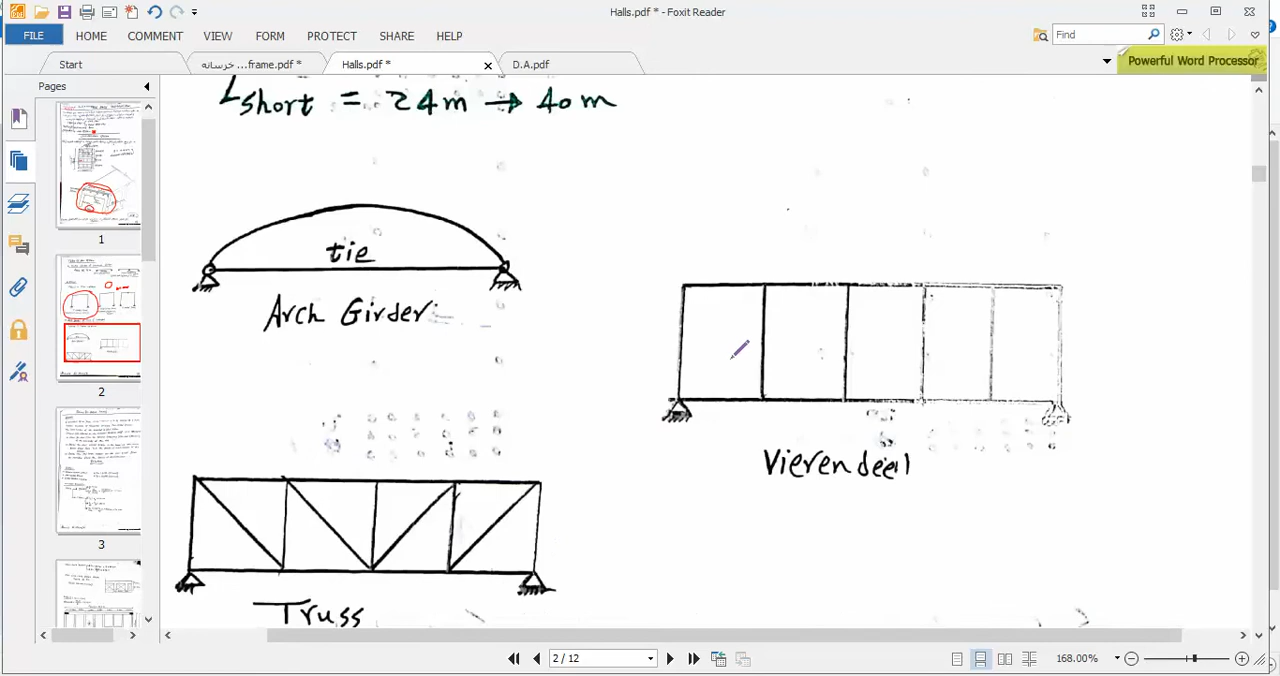 Halls.pdf * - Foxit Reader
FILE HOME COMMENT VIEW FORM PROTECT SHARE HELP
Find
Start
خرسانه ...frame.pdf *
Halls.pdf *
D.A.pdf
Powerful Word Processor
Pages
1
2
3
L short = 24m → 40m
tie
Arch Girder
Vierendeel
Truss
2 / 12
168.00%